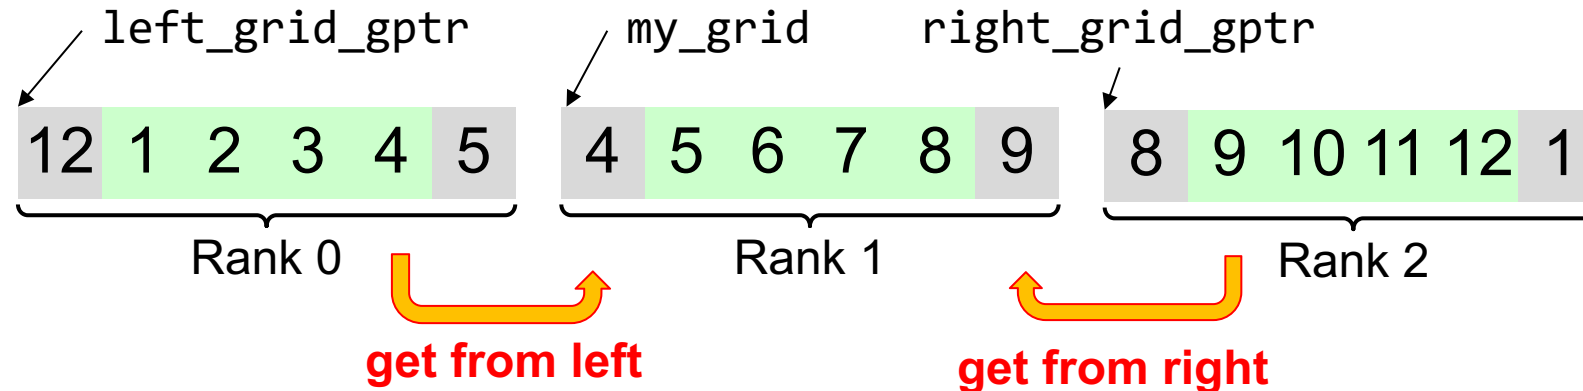 left_grid_gptr my_grid right_grid_gptr
12 1 2 3 4 5 4 5 6 7 8 9 8 9 10 11 12 1
Rank 0 Rank 1 Rank 2
get from left get from right